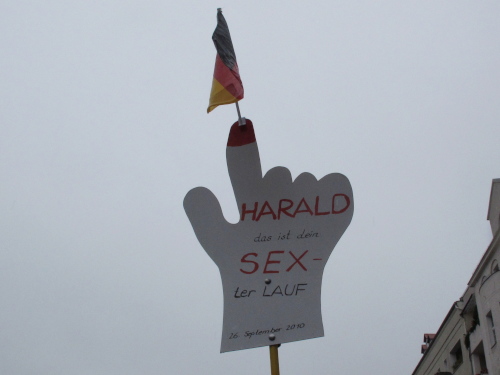 HARALD
das ist dein
SEX-
ter LAUF
26. September 2010